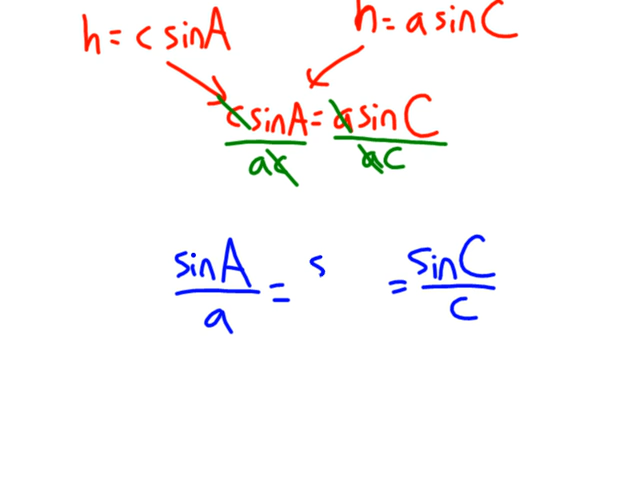 h = c sinA h = a sinC
c sinA = a sinC
ac ac
sinA = s = sinC
a c